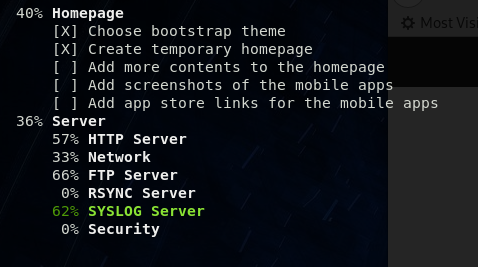 40% Homepage
[X] Choose bootstrap theme
[X] Create temporary homepage
[ ] Add more contents to the homepage
[ ] Add screenshots of the mobile apps
[ ] Add app store links for the mobile apps
36% Server
57% HTTP Server
33% Network
66% FTP Server
0% RSYNC Server
62% SYSLOG Server
0% Security
Most Vis